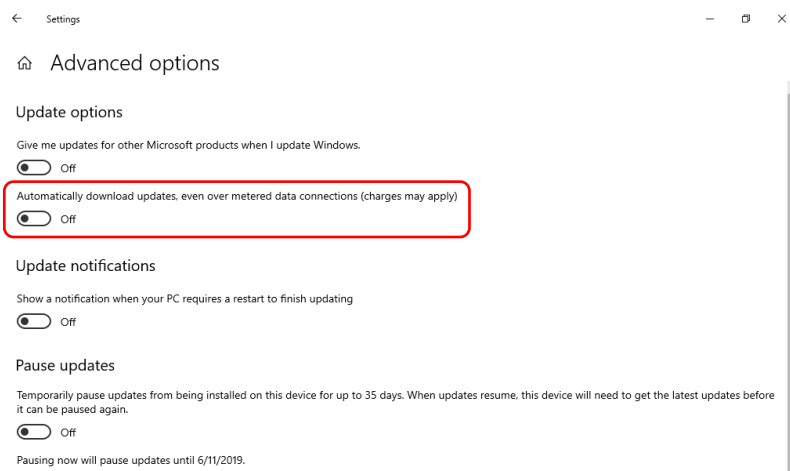 Settings
Advanced options
Update options
Give me updates for other Microsoft products when I update Windows.
Off
Automatically download updates, even over metered data connections (charges may apply)
Off
Update notifications
Show a notification when your PC requires a restart to finish updating
Off
Pause updates
Temporarily pause updates from being installed on this device for up to 35 days. When updates resume, this device will need to get the latest updates before
it can be paused again.
Off
Pausing now will pause updates until 6/11/2019.